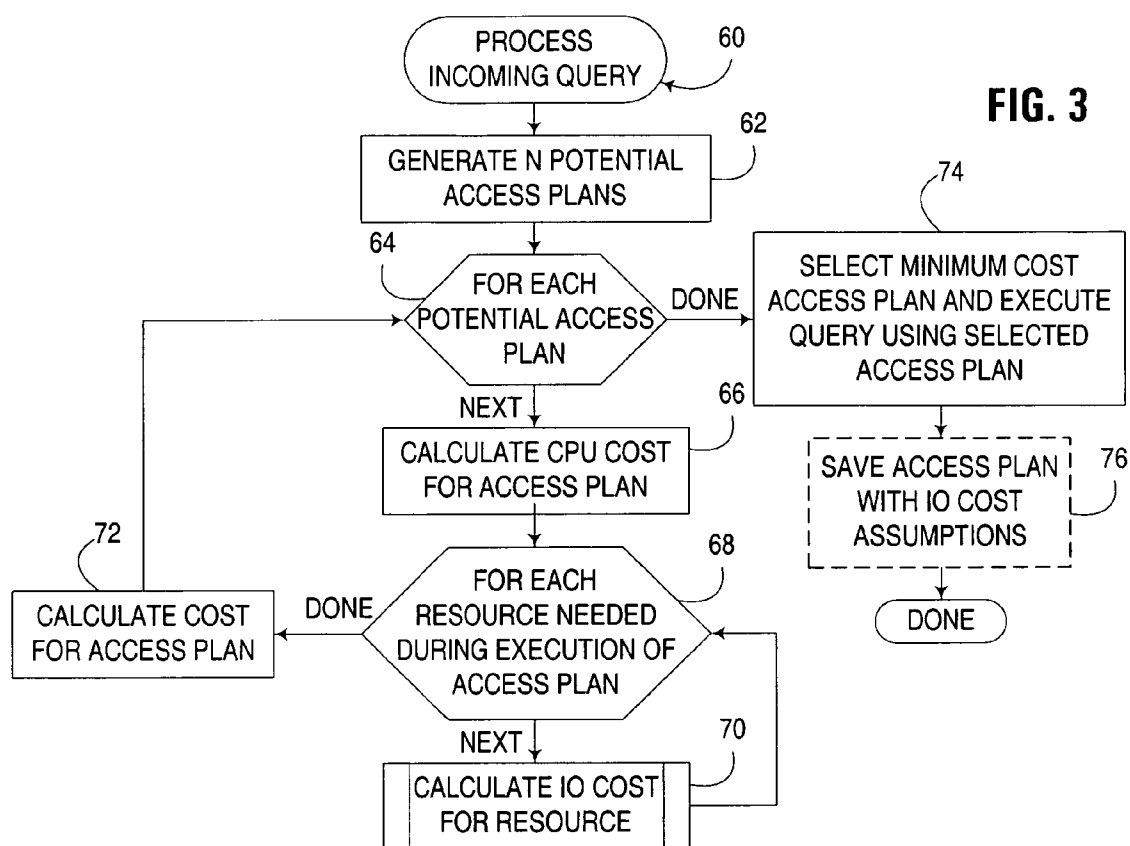 PROCESS
INCOMING QUERY
60
FIG. 3
GENERATE N POTENTIAL
ACCESS PLANS
62
64
FOR EACH
POTENTIAL ACCESS
PLAN
DONE
NEXT
74
SELECT MINIMUM COST
ACCESS PLAN AND EXECUTE
QUERY USING SELECTED
ACCESS PLAN
66
CALCULATE CPU COST
FOR ACCESS PLAN
SAVE ACCESS PLAN
WITH IO COST
ASSUMPTIONS
76
DONE
68
FOR EACH
RESOURCE NEEDED
DURING EXECUTION OF
ACCESS PLAN
DONE
NEXT
72
CALCULATE COST
FOR ACCESS PLAN
70
CALCULATE IO COST
FOR RESOURCE